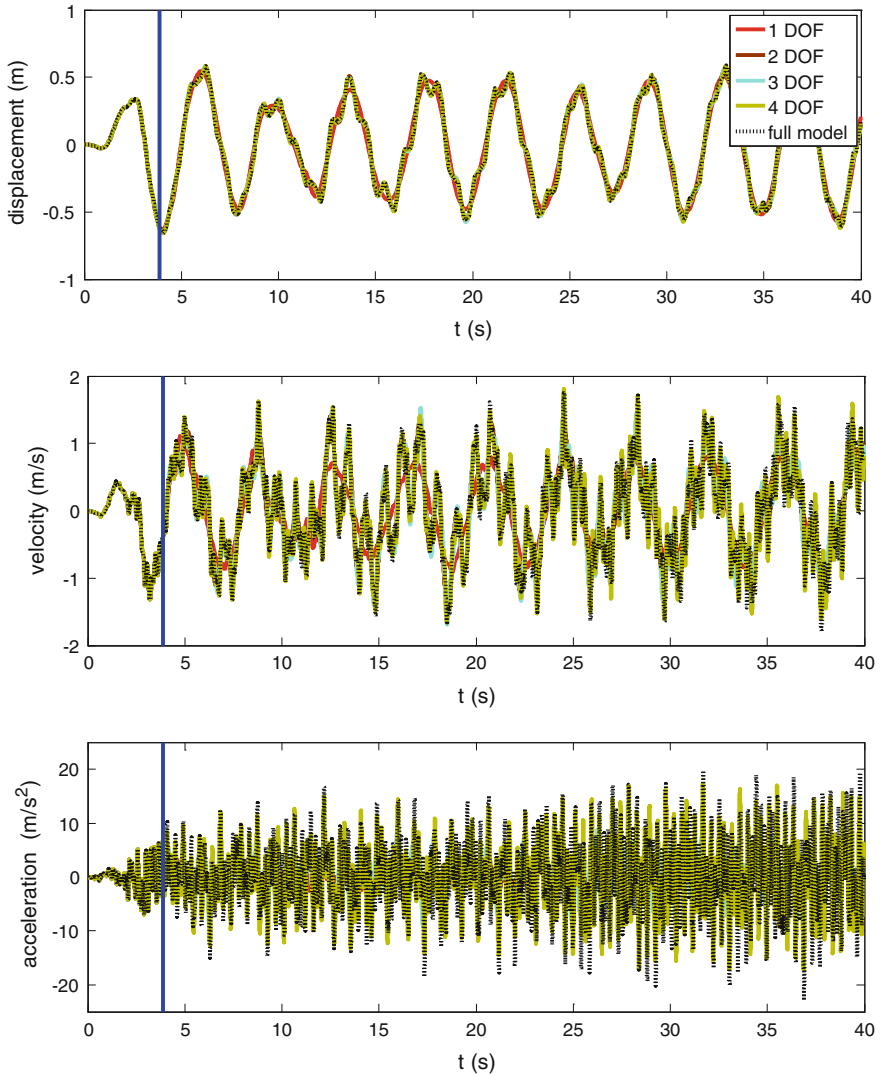 1
0.5
0
-0.5
-1
displacement (m)
1 DOF
2 DOF
3 DOF
4 DOF
full model
0 5 10 15 20 25 30 35 40
t (s)
2
1
0
-1
-2
velocity (m/s)
0 5 10 15 20 25 30 35 40
t (s)
20
10
0
-10
-20
acceleration (m/s²)
0 5 10 15 20 25 30 35 40
t (s)